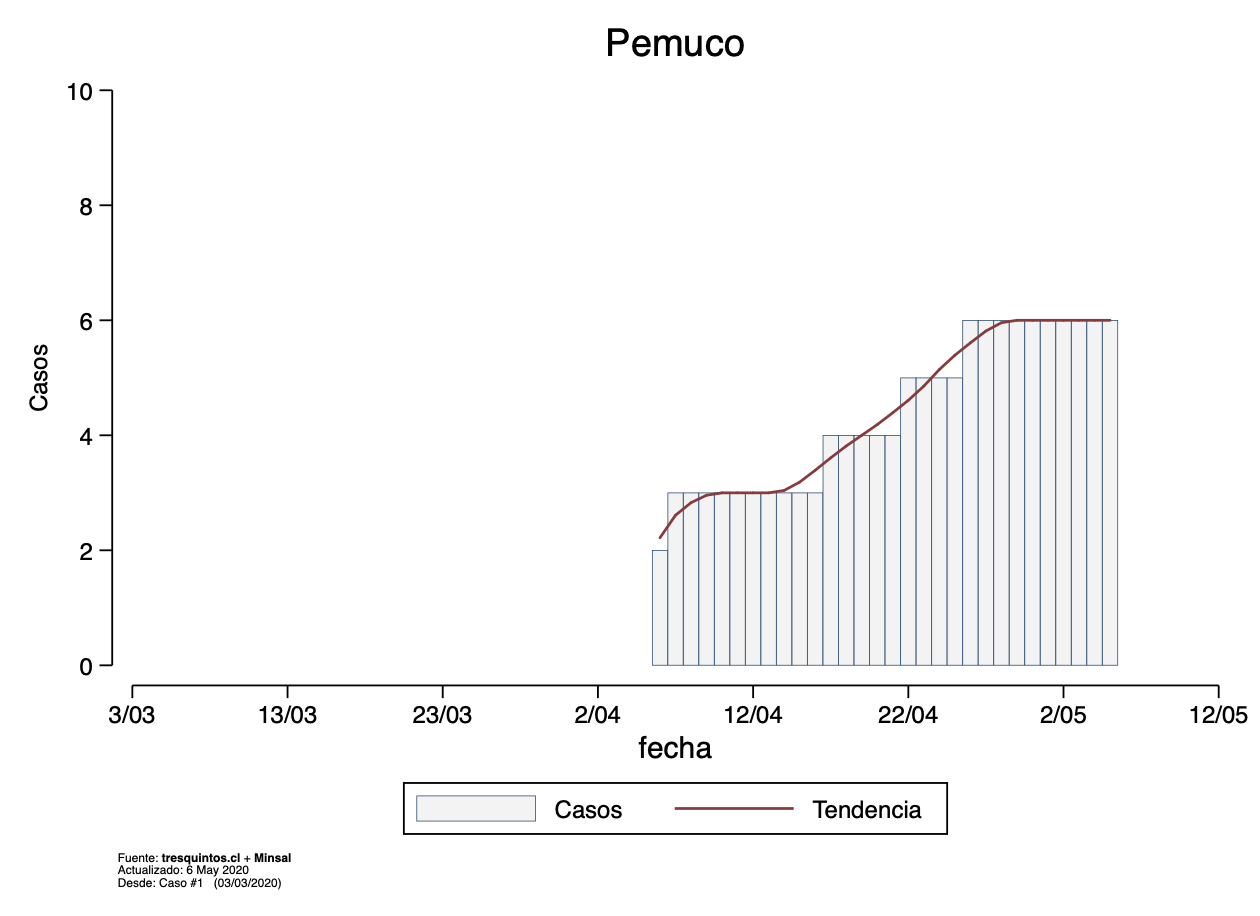 Pemuco
10
8
6
4
2
0
Casos
3/03 13/03 23/03 2/04 12/04 22/04 2/05 12/05
fecha
Casos Tendencia
Fuente: tresquintos.cl + Minsal
Actualizado: 6 May 2020
Desde: Caso #1 (03/03/2020)